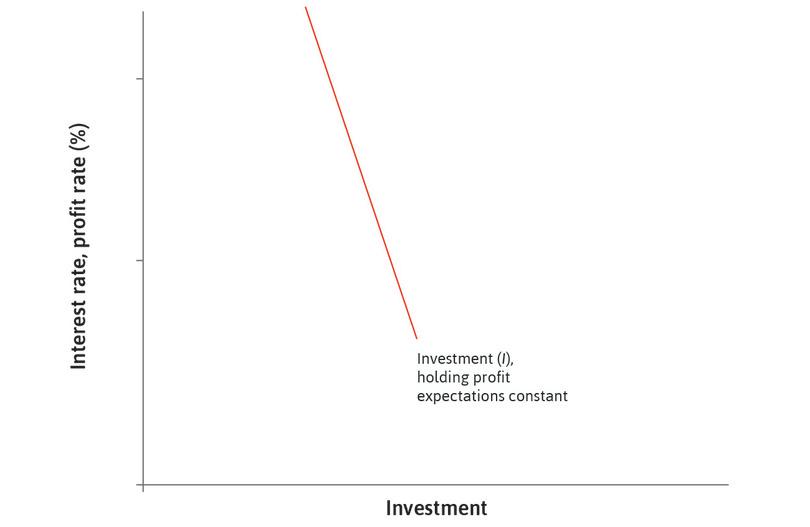 Interest rate, profit rate (%)
Investment (I),
holding profit
expectations constant
Investment